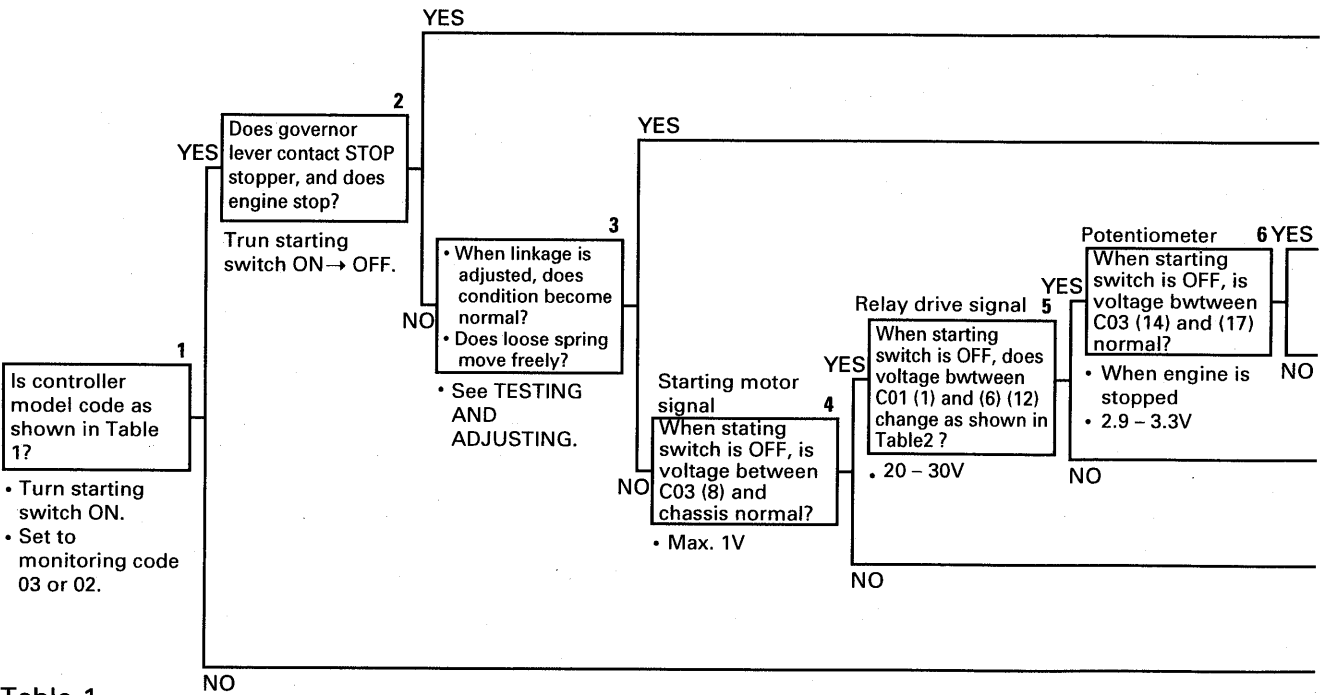 YES
2
Does governor
lever contact STOP
stopper, and does
engine stop?
YES
Trun starting
switch ON→ OFF.
YES
3
• When linkage is
adjusted, does
condition become
normal?
• Does loose spring
move freely?
NO
• See TESTING
AND
ADJUSTING.
Potentiometer
6 YES
When starting
switch is OFF, is
voltage bwtween
C03 (14) and (17)
normal?
YES
• When engine is
stopped
• 2.9 – 3.3V
NO
Relay drive signal
5
When starting
switch is OFF, does
voltage bwtween
C01 (1) and (6) (12)
change as shown in
Table2 ?
YES
• 20 – 30V
NO
1
Is controller
model code as
shown in Table
1?
• Turn starting
switch ON.
• Set to
monitoring code
03 or 02.
Starting motor
signal
4
When stating
switch is OFF, is
voltage between
C03 (8) and
chassis normal?
NO
• Max. 1V
NO
NO
Table 1